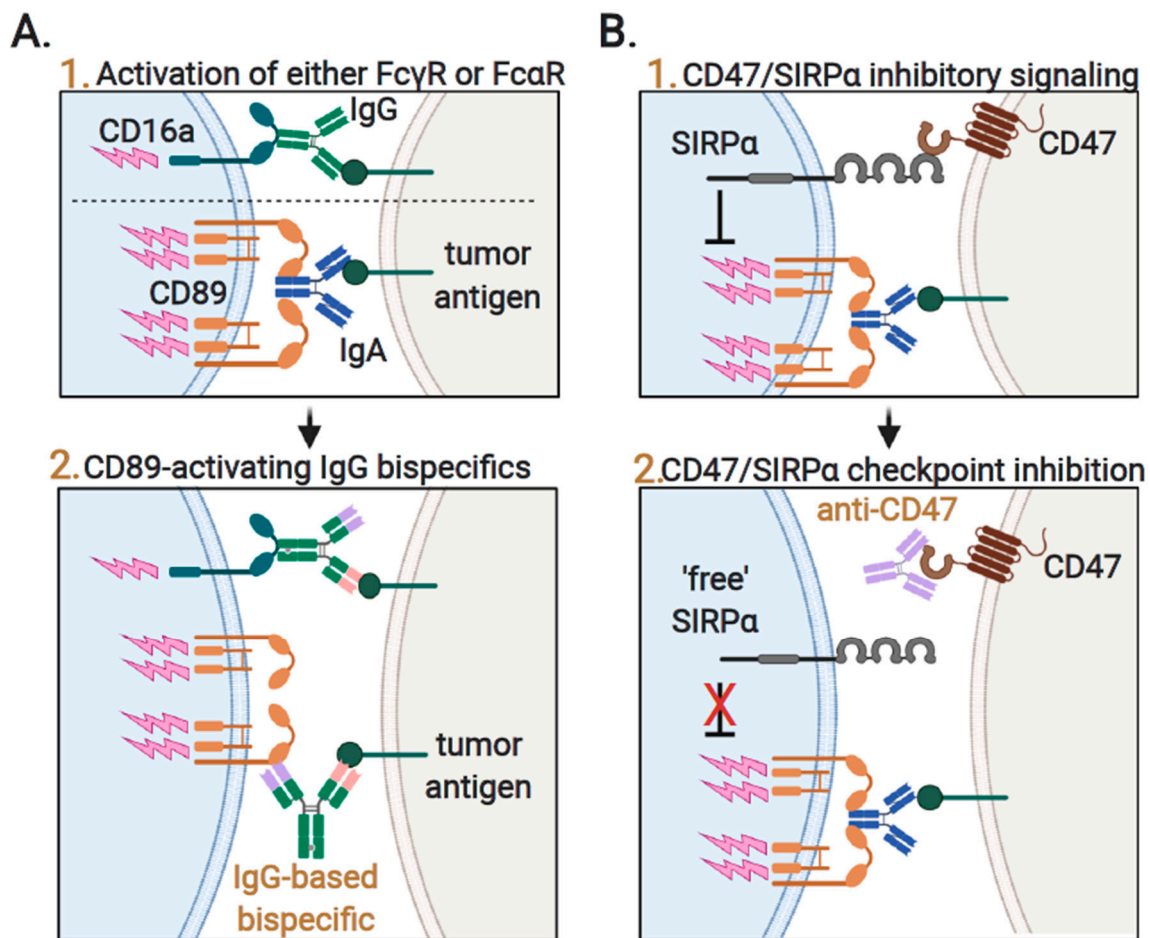 A.
1. Activation of either FcγR or FcαR
CD16a
IgG
CD89
tumor
antigen
IgA
2. CD89-activating IgG bispecifics
tumor
antigen
IgG-based
bispecific
B.
1. CD47/SIRPα inhibitory signaling
SIRPα
CD47
2. CD47/SIRPα checkpoint inhibition
anti-CD47
CD47
'free'
SIRPα
X